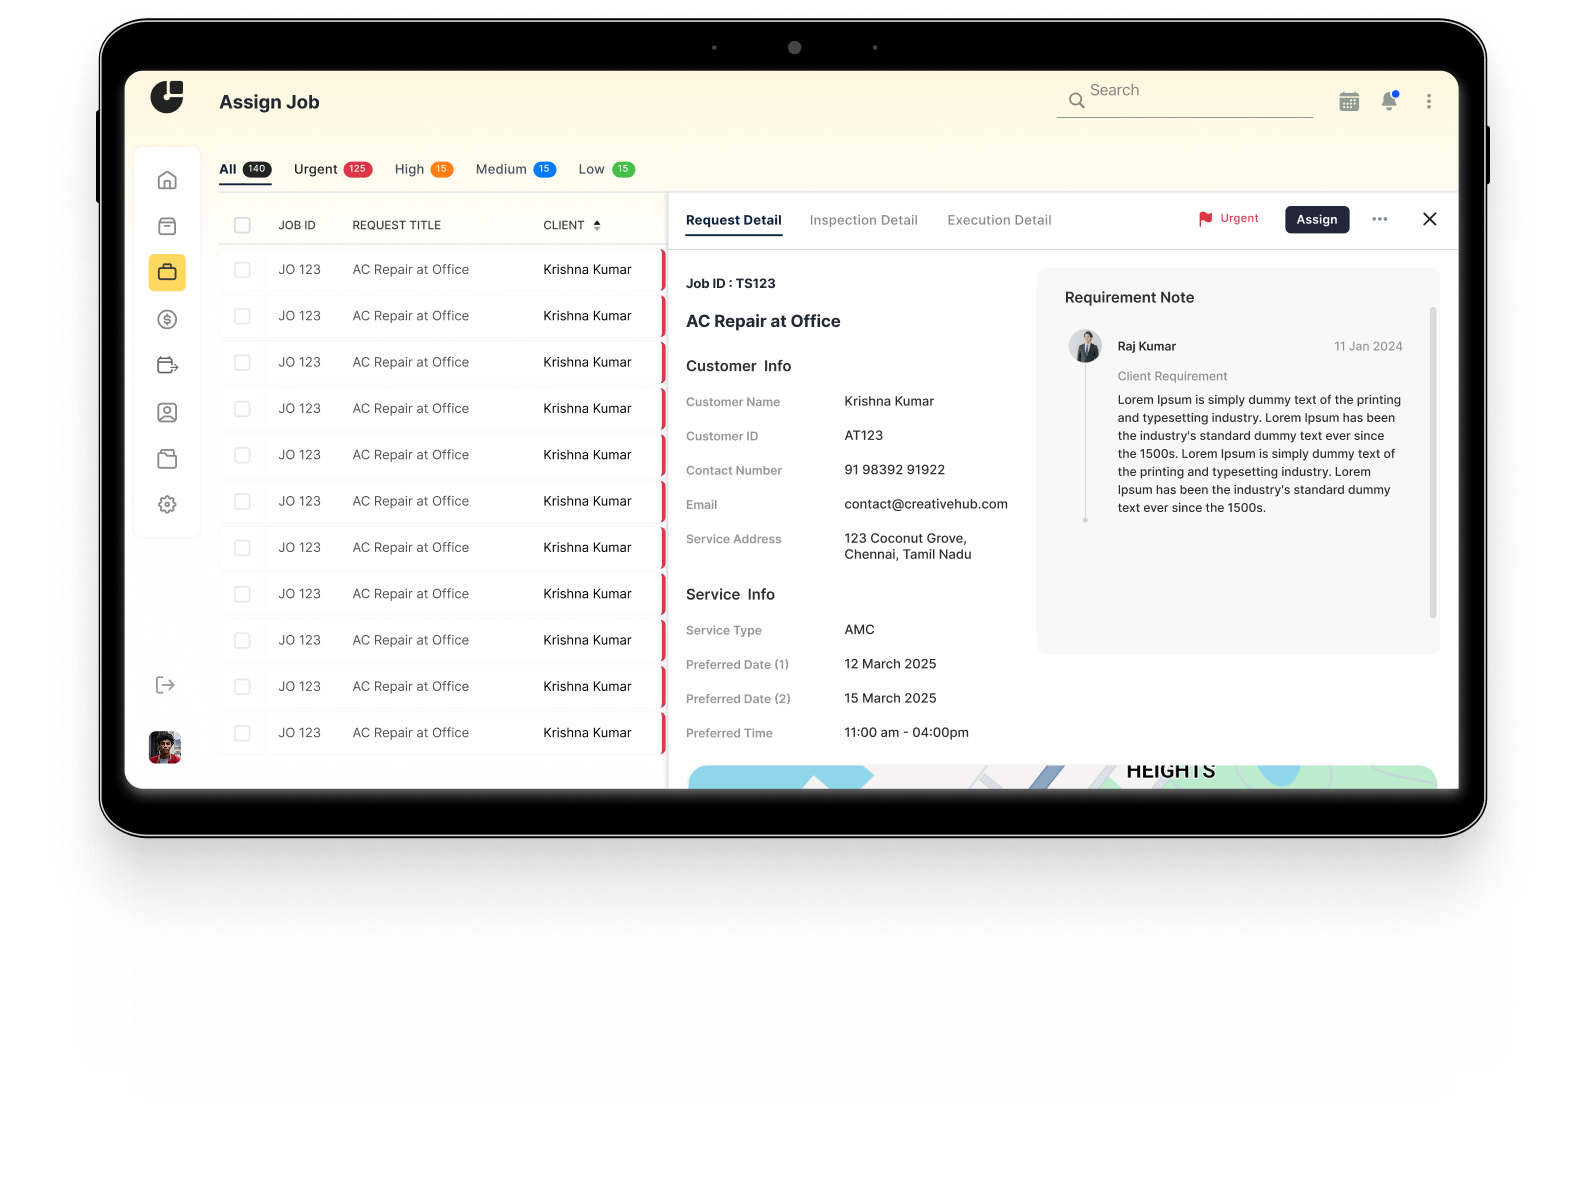 Assign Job
Search
All 140 Urgent 125 High 15 Medium 15 Low 15
JOB ID REQUEST TITLE CLIENT
JO 123 AC Repair at Office Krishna Kumar
JO 123 AC Repair at Office Krishna Kumar
JO 123 AC Repair at Office Krishna Kumar
JO 123 AC Repair at Office Krishna Kumar
JO 123 AC Repair at Office Krishna Kumar
JO 123 AC Repair at Office Krishna Kumar
JO 123 AC Repair at Office Krishna Kumar
JO 123 AC Repair at Office Krishna Kumar
JO 123 AC Repair at Office Krishna Kumar
JO 123 AC Repair at Office Krishna Kumar
JO 123 AC Repair at Office Krishna Kumar
Request Detail Inspection Detail Execution Detail Urgent Assign
Job ID : TS123
AC Repair at Office
Customer Info
Customer Name Krishna Kumar
Customer ID AT123
Contact Number 91 98392 91922
Email contact@creativehub.com
Service Address 123 Coconut Grove,
Chennai, Tamil Nadu
Service Info
Service Type AMC
Preferred Date (1) 12 March 2025
Preferred Date (2) 15 March 2025
Preferred Time 11:00 am - 04:00pm
Requirement Note
Raj Kumar 11 Jan 2024
Client Requirement
Lorem Ipsum is simply dummy text of the printing
and typesetting industry. Lorem Ipsum has been
the industry's standard dummy text ever since
the 1500s. Lorem Ipsum is simply dummy text of
the printing and typesetting industry. Lorem
Ipsum has been the industry's standard dummy
text ever since the 1500s.
HEIGHTS